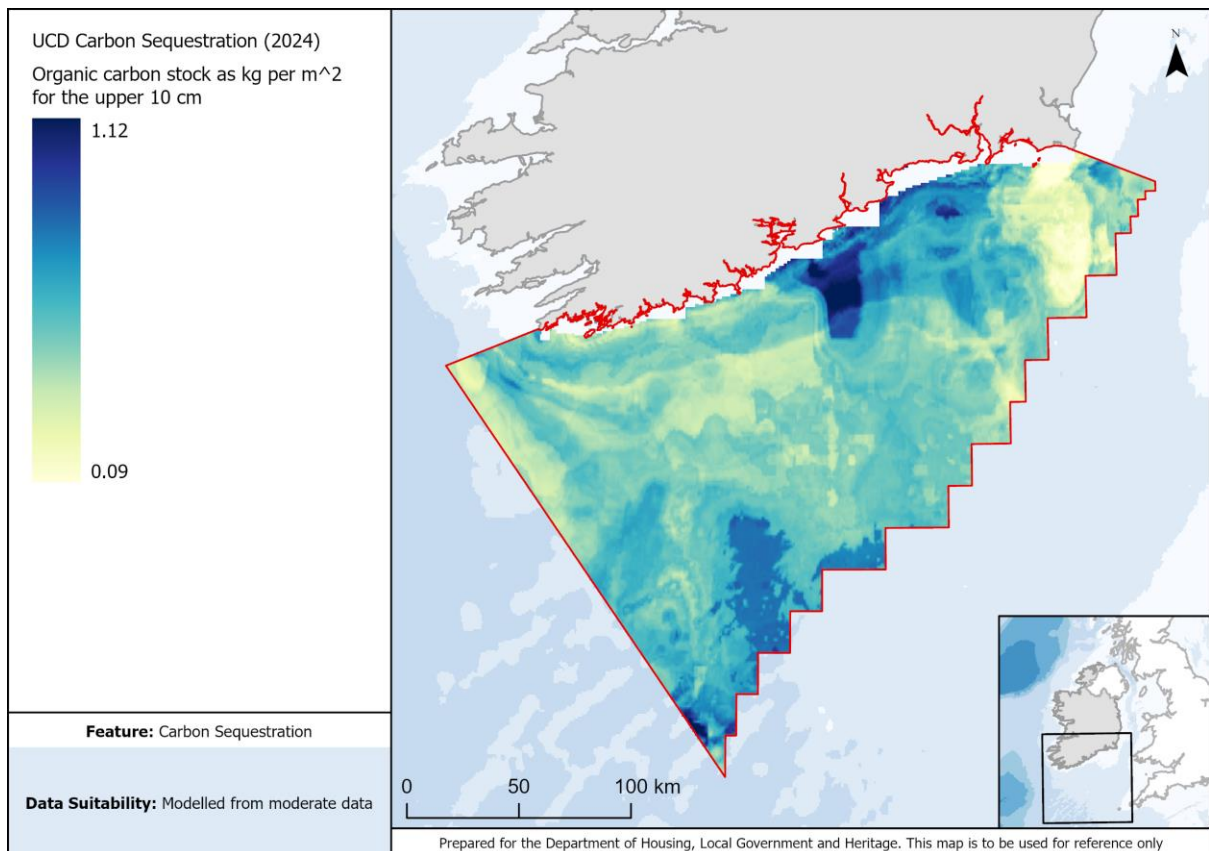 UCD Carbon Sequestration (2024)
Organic carbon stock as kg per m^2
for the upper 10 cm
1.12
0.09
Feature: Carbon Sequestration
Data Suitability: Modelled from moderate data
N
0 50 100 km
Prepared for the Department of Housing, Local Government and Heritage. This map is to be used for reference only